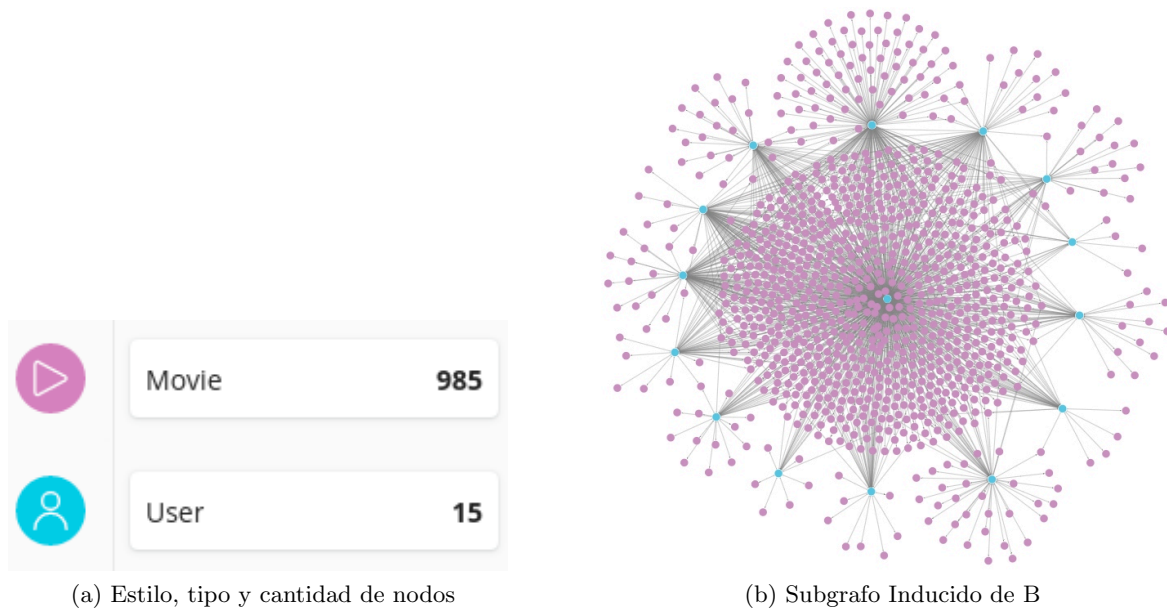 Movie 985
User 15
(a) Estilo, tipo y cantidad de nodos
(b) Subgrafo Inducido de B